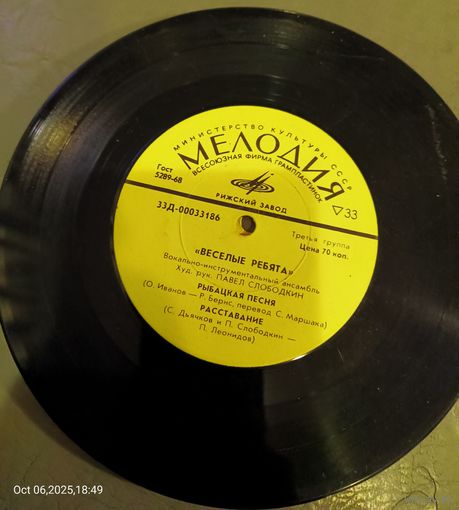 МИНИСТЕРСТВО КУЛЬТУРЫ СССР
МЕЛОДИЯ
ВСЕСОЮЗНАЯ ФИРМА ГРАМПЛАСТИНОК
Гост
5289-68
33
РИЖСКИЙ ЗАВОД
33Д-00033186
Третья группа
Цена 70 коп.
«ВЕСЕЛЫЕ РЕБЯТА»
Вокально-инструментальный ансамбль
Худ. рук. ПАВЕЛ СЛОБОДКИН
РЫБАЦКАЯ ПЕСНЯ
(О. Иванов — Р. Бернс, перевод С. Маршака)
РАССТАВАНИЕ
(С. Дьячков и П. Слободкин —
П. Леонидов)
Oct 06,2025,18:49